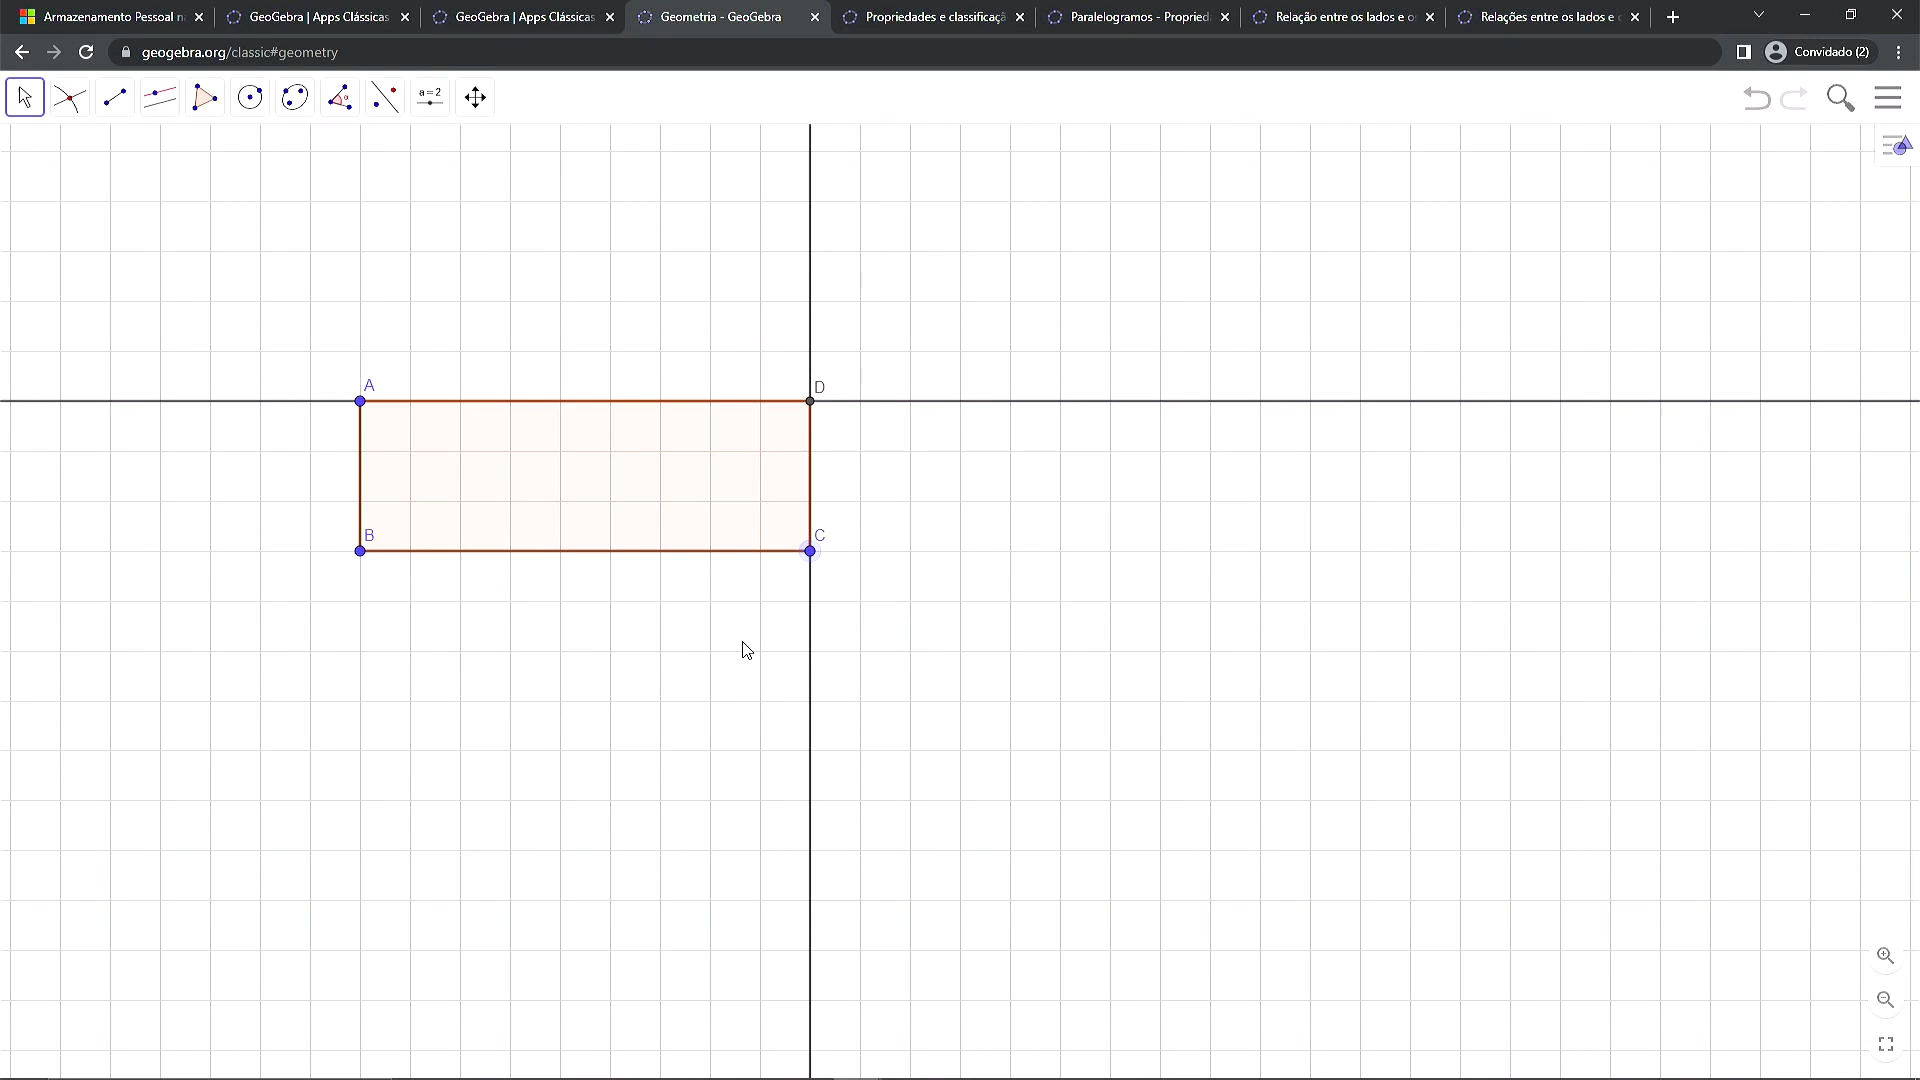 Armazenamento Pessoal n
GeoGebra | Apps Clássicas
GeoGebra | Apps Clássicas
Geometria - GeoGebra
Propriedades e classificaçã
Paralelogramos - Propried
Relação entre os lados e o
Relações entre os lados e o
geogebra.org/classic#geometry
Convidado (2)
α
a=2
A
D
B
C